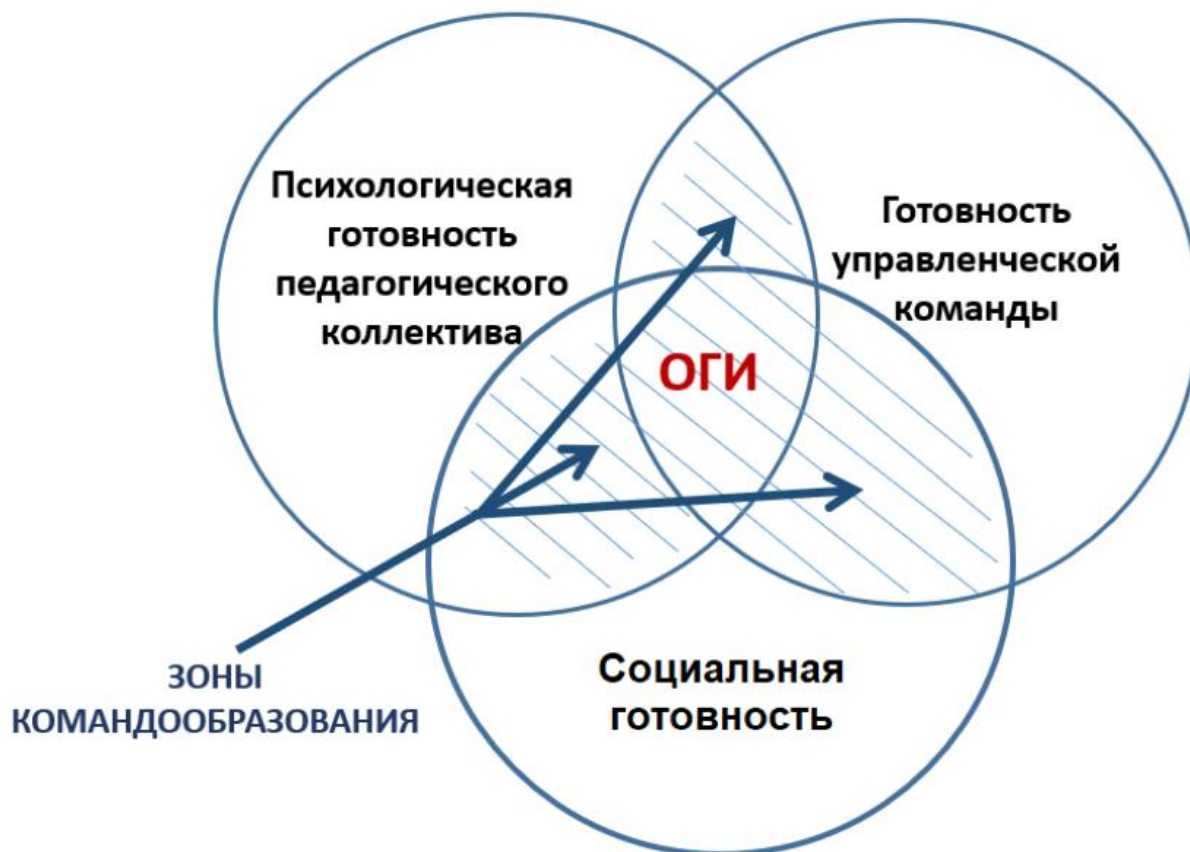 Психологическая
готовность
педагогического
коллектива
Готовность
управленческой
команды
ОГИ
Социальная
готовность
ЗОНЫ
КОМАНДООБРАЗОВАНИЯ